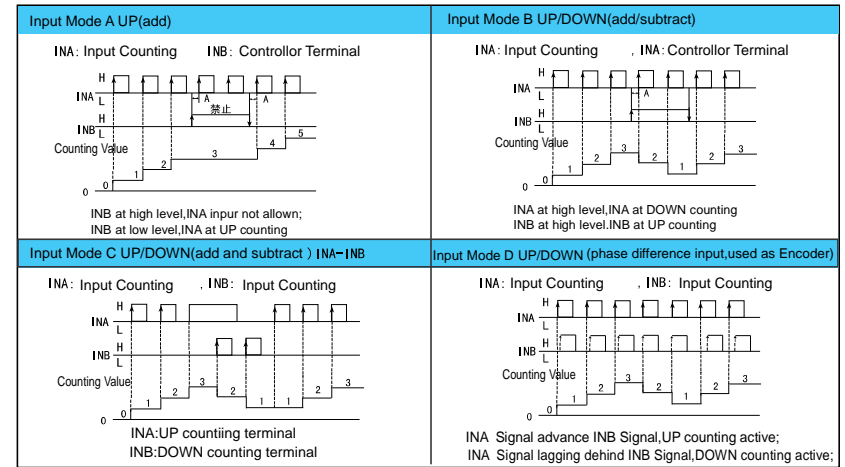 Input Mode A UP(add)
INA: Input Counting INB: Controllor Terminal
H
INA
L
A
A
禁止
H
INB
L
Counting Value
0
0
1
2
3
4
5
INB at high level,INA inpur not allown;
INB at low level,INA at UP counting
Input Mode B UP/DOWN(add/subtract)
INA: Input Counting , INA: Controllor Terminal
H
INA
L
A
H
INB
L
Counting Value
0
0
1
2
3
2
1
2
3
INA at high level,INA at DOWN counting
INB at high level.INB at UP counting
Input Mode C UP/DOWN(add and subtract ) INA-INB
INA: Input Counting , INB: Input Counting
H
INA
L
H
INB
L
Counting Value
0
0
1
2
3
2
1
1
2
3
INA:UP countiing terminal
INB:DOWN counting terminal
Input Mode D UP/DOWN (phase difference input,used as Encoder)
INA: Input Counting , INB: Input Counting
H
INA
L
H
INB
L
Counting Value
0
0
1
2
3
2
1
2
3
INA Signal advance INB Signal,UP counting active;
INA Signal lagging dehind INB Signal,DOWN counting active;